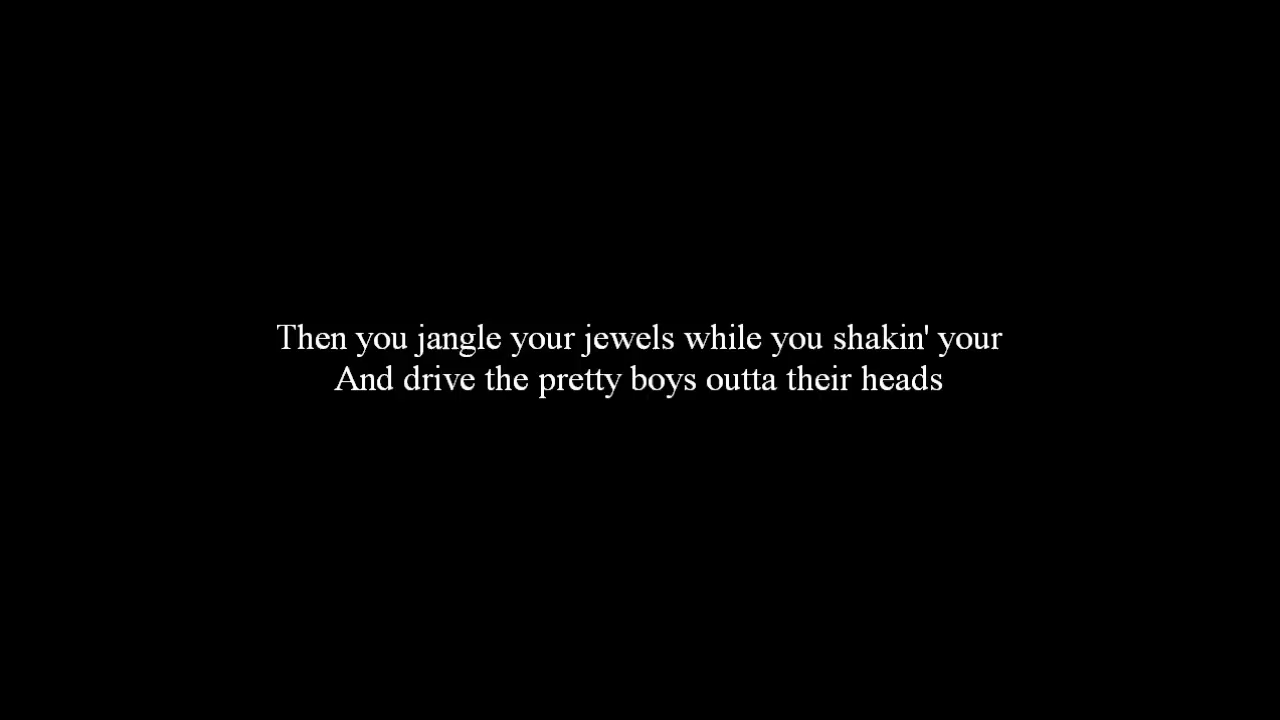 Then you jangle your jewels while you shakin' your
And drive the pretty boys outta their heads